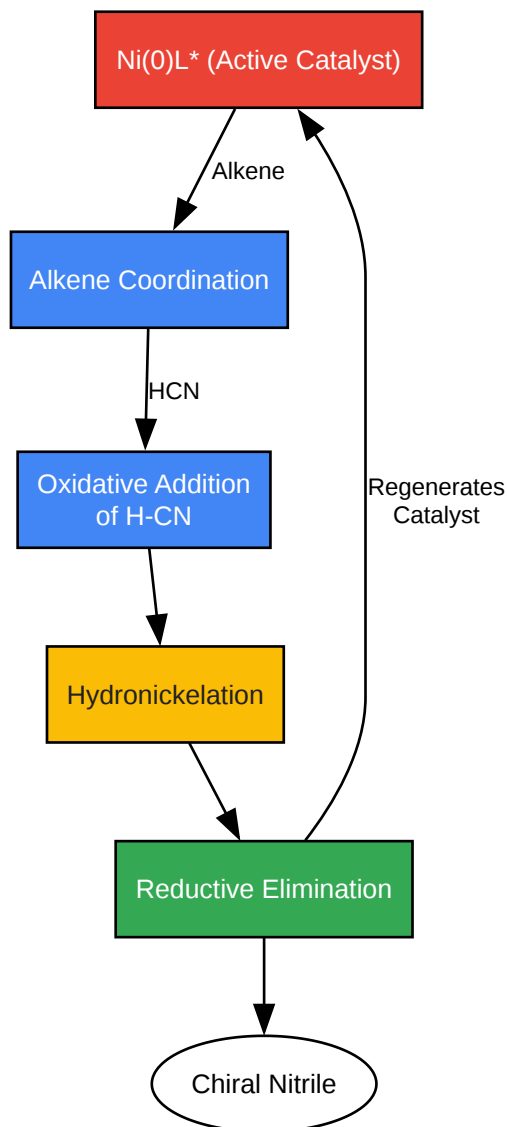 Ni(0)L* (Active Catalyst)
Alkene
Alkene Coordination
HCN
Oxidative Addition
of H-CN
Regenerates
Catalyst
Hydronickelation
Reductive Elimination
Chiral Nitrile